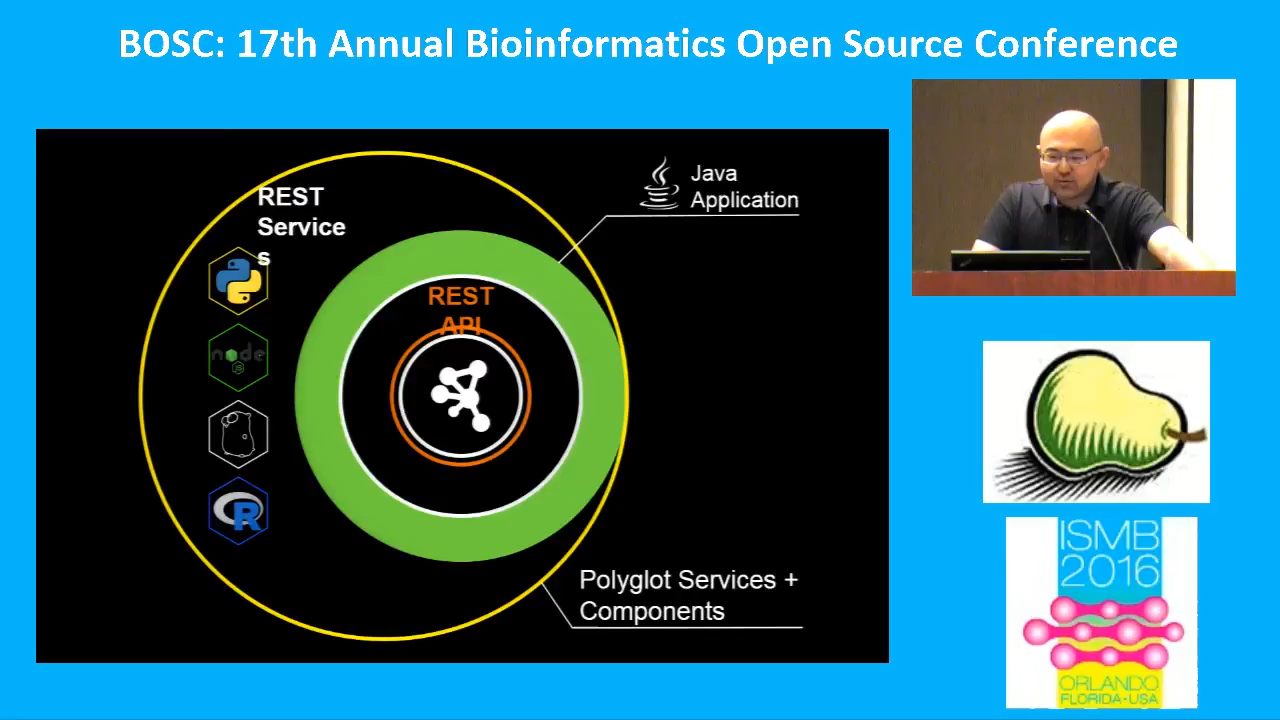 BOSC: 17th Annual Bioinformatics Open Source Conference
REST
Service
s
Java
Application
REST
API
node
JS
R
Polyglot Services +
Components
ISMB
2016
ORLANDO
FLORIDA • USA